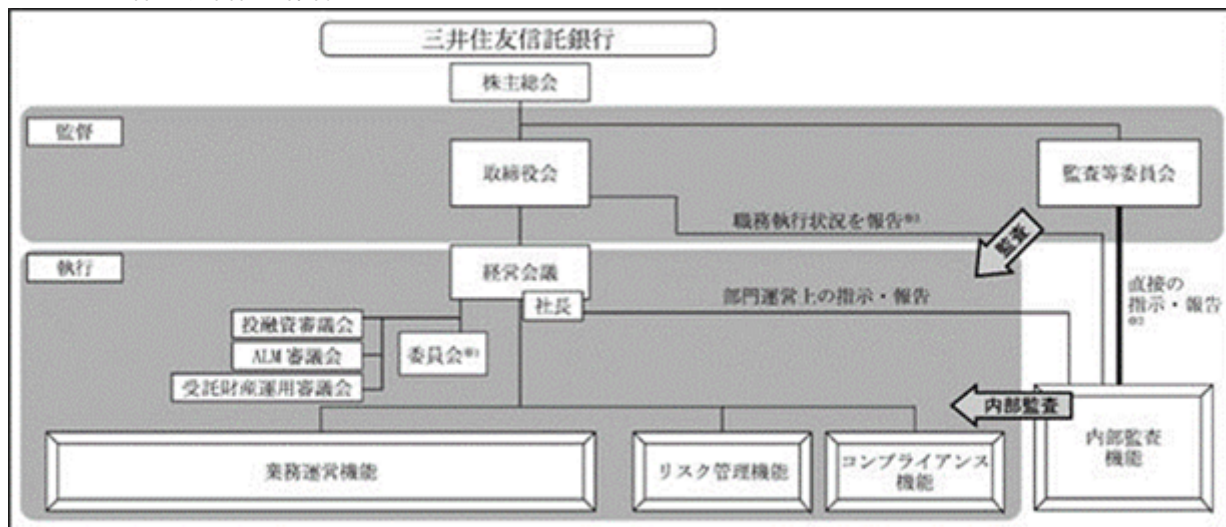 三井住友信託銀行
株主総会
監督
取締役会
監査等委員会
職務執行状況を報告※3
監査
執行
経営会議
社長
部門運営上の指示・報告
直接の
指示・報告
※3
投融資審議会
ALM審議会
受託財産運用審議会
委員会
内部監査
業務運営機能
リスク管理機能
コンプライアンス
機能
内部監査
機能